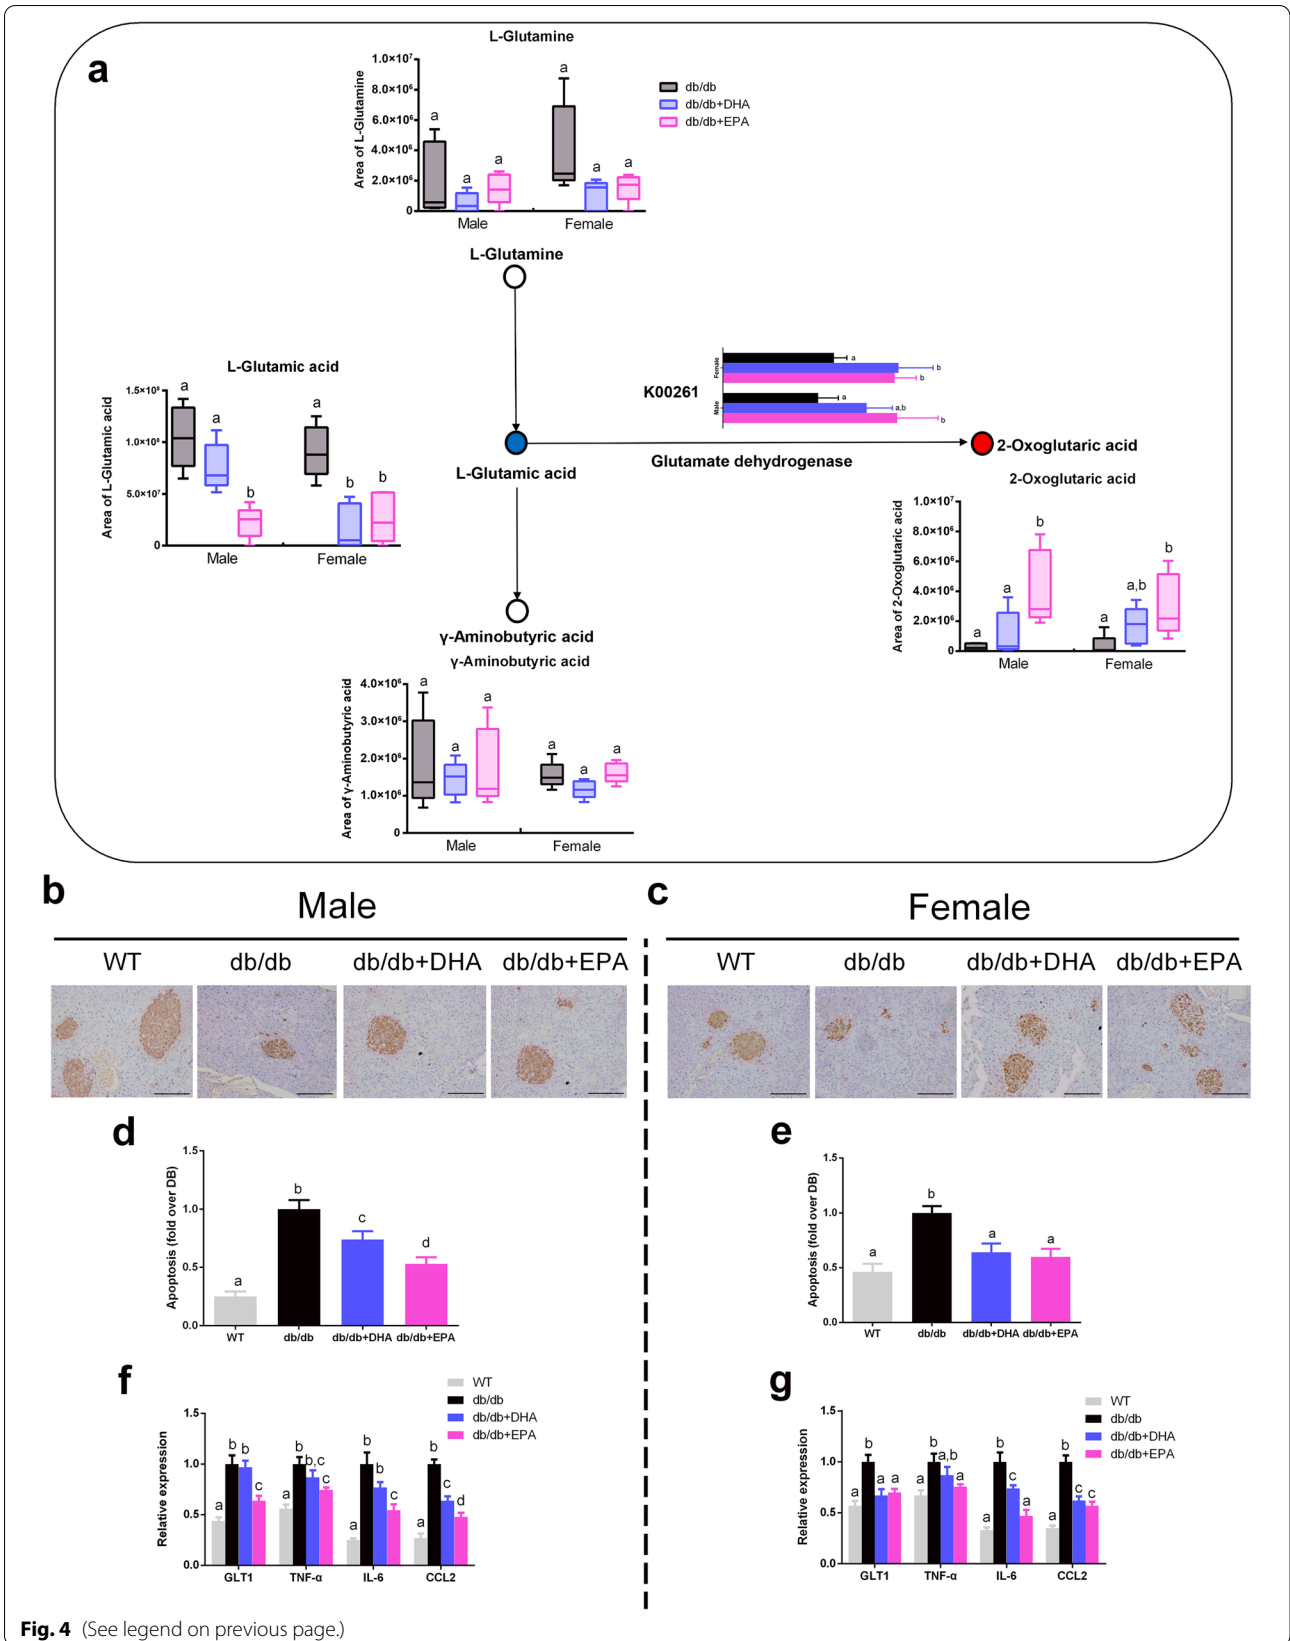 a
L-Glutamine
Area of L-Glutamine
1.0×10⁷
8.0×10⁶
6.0×10⁶
4.0×10⁶
2.0×10⁶
0
a a a a a a
Male Female
db/db
db/db+DHA
db/db+EPA
L-Glutamine
L-Glutamic acid
Area of L-Glutamic acid
1.5×10⁸
1.0×10⁸
5.0×10⁷
0
a a b a b b
Male Female
K00261
Female
a
b
b
Male
a
a,b
b
L-Glutamic acid
Glutamate dehydrogenase
2-Oxoglutaric acid
2-Oxoglutaric acid
Area of 2-Oxoglutaric acid
1.0×10⁷
8.0×10⁶
6.0×10⁶
4.0×10⁶
2.0×10⁶
0
a a b a a,b b
Male Female
γ-Aminobutyric acid
γ-Aminobutyric acid
Area of γ-Aminobutyric acid
4.0×10⁶
3.0×10⁶
2.0×10⁶
1.0×10⁶
0
a a a a a a
Male Female
b
Male
WT db/db db/db+DHA db/db+EPA
c
Female
WT db/db db/db+DHA db/db+EPA
d
Apoptosis (fold over DB)
1.5
1.0
0.5
0.0
a b c d
WT db/db db/db+DHA db/db+EPA
e
Apoptosis (fold over DB)
1.5
1.0
0.5
0.0
a b a a
WT db/db db/db+DHA db/db+EPA
f
WT
db/db
db/db+DHA
db/db+EPA
Relative expression
1.5
1.0
0.5
0.0
a b b c a b b,c c a b b c a b c d
GLT1 TNF-α IL-6 CCL2
g
WT
db/db
db/db+DHA
db/db+EPA
Relative expression
1.5
1.0
0.5
0.0
a b a a a b a,b a a b c a a b c c
GLT1 TNF-α IL-6 CCL2
Fig. 4 (See legend on previous page.)